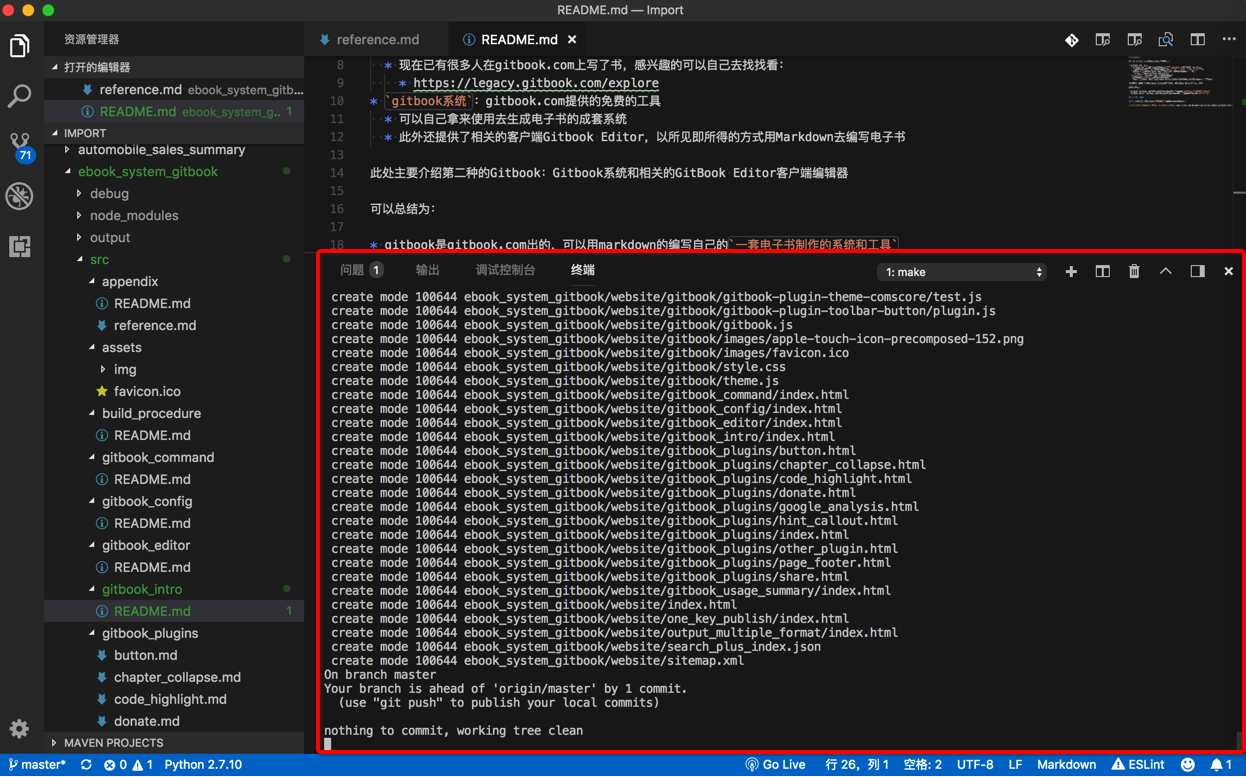 README.md — Import
资源管理器
打开的编辑器
reference.md ebook_system_gitb...
README.md ebook_system_g... 1
IMPORT
automobile_sales_summary
ebook_system_gitbook
debug
node_modules
output
src
appendix
README.md
reference.md
assets
img
favicon.ico
build_procedure
README.md
gitbook_command
README.md
gitbook_config
README.md
gitbook_editor
README.md
gitbook_intro
README.md 1
gitbook_plugins
button.md
chapter_collapse.md
code_highlight.md
donate.md
MAVEN PROJECTS
71
reference.md
README.md ×
8 * 现在已有很多人在gitbook.com上写了书，感兴趣的可以自己去找找看：
9 * https://legacy.gitbook.com/explore
10 * `gitbook系统`：gitbook.com提供的免费的工具
11 * 可以自己拿来使用去生成电子书的成套系统
12 * 此外还提供了相关的客户端Gitbook Editor，以所见即所得的方式用Markdown去编写电子书
13
14 此处主要介绍第二种的Gitbook：Gitbook系统和相关的GitBook Editor客户端编辑器
15
16 可以总结为：
17
18 * gitbook是gitbook.com出的，可以用markdown的编写自己的`一套电子书制作的系统和工具`
问题 1 输出 调试控制台 终端 1: make
create mode 100644 ebook_system_gitbook/website/gitbook/gitbook-plugin-theme-comscore/test.js
create mode 100644 ebook_system_gitbook/website/gitbook/gitbook-plugin-toolbar-button/plugin.js
create mode 100644 ebook_system_gitbook/website/gitbook/gitbook.js
create mode 100644 ebook_system_gitbook/website/gitbook/images/apple-touch-icon-precomposed-152.png
create mode 100644 ebook_system_gitbook/website/gitbook/images/favicon.ico
create mode 100644 ebook_system_gitbook/website/gitbook/style.css
create mode 100644 ebook_system_gitbook/website/gitbook/theme.js
create mode 100644 ebook_system_gitbook/website/gitbook_command/index.html
create mode 100644 ebook_system_gitbook/website/gitbook_config/index.html
create mode 100644 ebook_system_gitbook/website/gitbook_editor/index.html
create mode 100644 ebook_system_gitbook/website/gitbook_intro/index.html
create mode 100644 ebook_system_gitbook/website/gitbook_plugins/button.html
create mode 100644 ebook_system_gitbook/website/gitbook_plugins/chapter_collapse.html
create mode 100644 ebook_system_gitbook/website/gitbook_plugins/code_highlight.html
create mode 100644 ebook_system_gitbook/website/gitbook_plugins/donate.html
create mode 100644 ebook_system_gitbook/website/gitbook_plugins/google_analysis.html
create mode 100644 ebook_system_gitbook/website/gitbook_plugins/hint_callout.html
create mode 100644 ebook_system_gitbook/website/gitbook_plugins/index.html
create mode 100644 ebook_system_gitbook/website/gitbook_plugins/other_plugin.html
create mode 100644 ebook_system_gitbook/website/gitbook_plugins/page_footer.html
create mode 100644 ebook_system_gitbook/website/gitbook_plugins/share.html
create mode 100644 ebook_system_gitbook/website/gitbook_usage_summary/index.html
create mode 100644 ebook_system_gitbook/website/index.html
create mode 100644 ebook_system_gitbook/website/one_key_publish/index.html
create mode 100644 ebook_system_gitbook/website/output_multiple_format/index.html
create mode 100644 ebook_system_gitbook/website/search_plus_index.json
create mode 100644 ebook_system_gitbook/website/sitemap.xml
On branch master
Your branch is ahead of 'origin/master' by 1 commit.
(use "git push" to publish your local commits)
nothing to commit, working tree clean
master* 0 1 Python 2.7.10 Go Live 行 26，列 1 空格: 2 UTF-8 LF Markdown ESLint 1